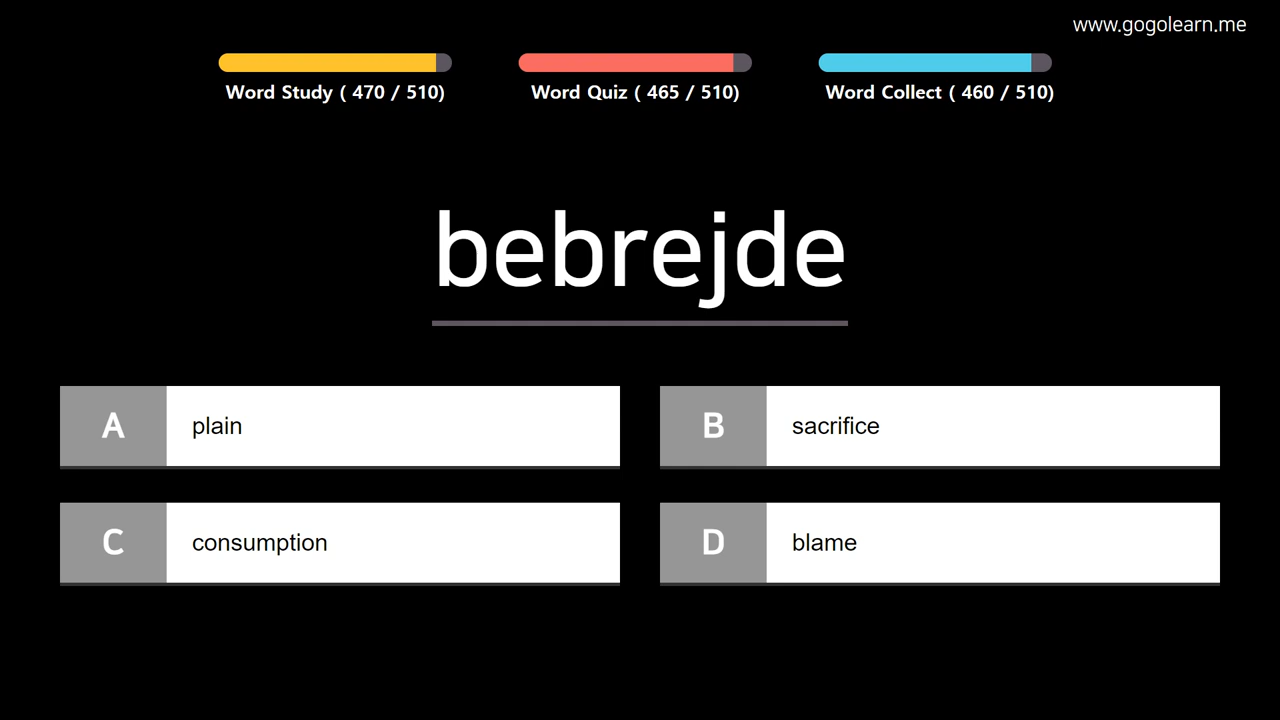 www.gogolearn.me
Word Study ( 470 / 510)
Word Quiz ( 465 / 510)
Word Collect ( 460 / 510)
bebrejde
A plain
B sacrifice
C consumption
D blame